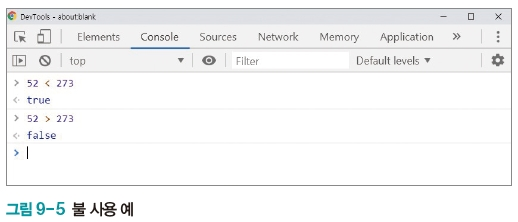 DevTools - about:blank
Elements Console Sources Network Memory Application »
top ▼ Filter Default levels ▼
> 52 < 273
<· true
> 52 > 273
<· false
>
그림 9-5 불 사용 예